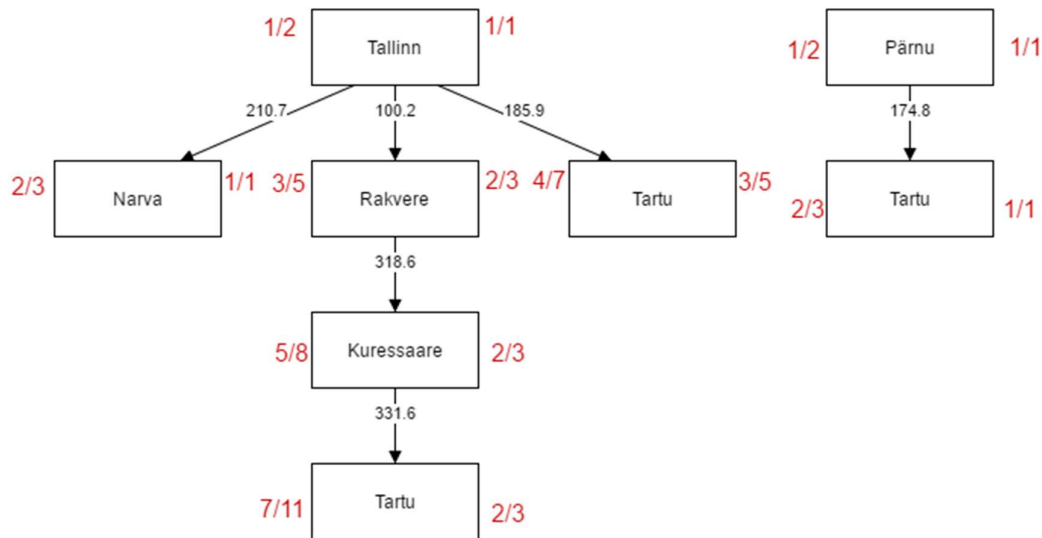 1/2 Tallinn 1/1 1/2 Pärnu 1/1
210.7 100.2 185.9 174.8
2/3 Narva 1/1 3/5 Rakvere 2/3 4/7 Tartu 3/5 2/3 Tartu 1/1
318.6
5/8 Kuressaare 2/3
331.6
7/11 Tartu 2/3